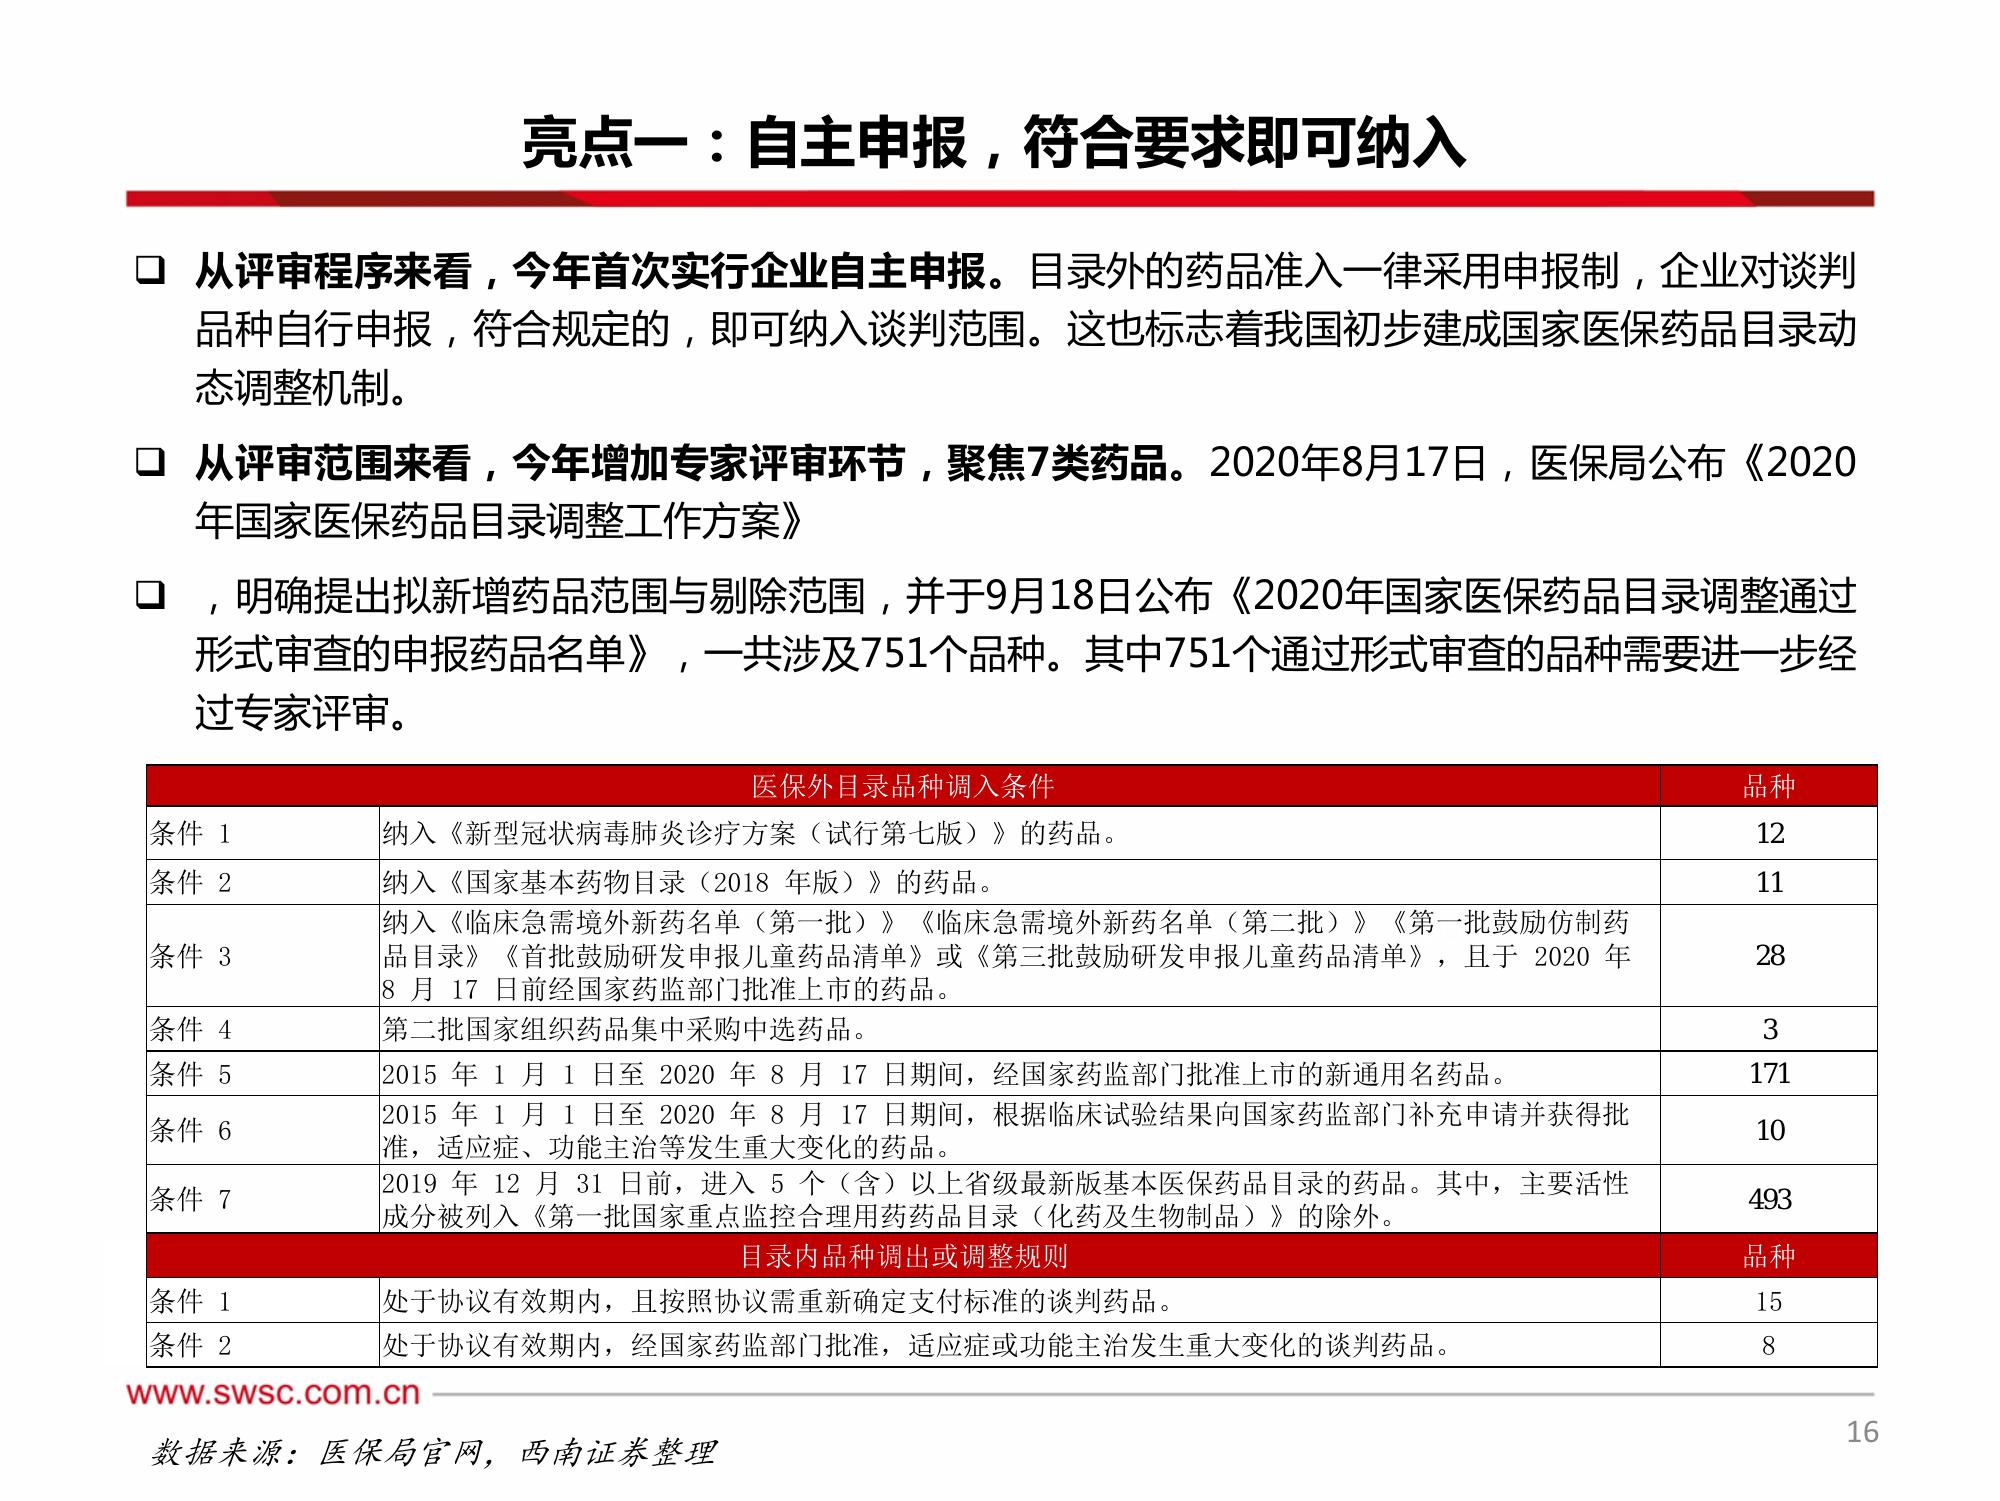 亮点一：自主申报，符合要求即可纳入
❑ 从评审程序来看，今年首次实行企业自主申报。目录外的药品准入一律采用申报制，企业对谈判
品种自行申报，符合规定的，即可纳入谈判范围。这也标志着我国初步建成国家医保药品目录动
态调整机制。
❑ 从评审范围来看，今年增加专家评审环节，聚焦7类药品。2020年8月17日，医保局公布《2020
年国家医保药品目录调整工作方案》
❑ ，明确提出拟新增药品范围与剔除范围，并于9月18日公布《2020年国家医保药品目录调整通过
形式审查的申报药品名单》，一共涉及751个品种。其中751个通过形式审查的品种需要进一步经
过专家评审。
医保外目录品种调入条件 品种
条件 1 纳入《新型冠状病毒肺炎诊疗方案（试行第七版）》的药品。 12
条件 2 纳入《国家基本药物目录（2018 年版）》的药品。 11
条件 3 纳入《临床急需境外新药名单（第一批）》《临床急需境外新药名单（第二批）》《第一批鼓励仿制药
品目录》《首批鼓励研发申报儿童药品清单》或《第三批鼓励研发申报儿童药品清单》，且于 2020 年 28
8 月 17 日前经国家药监部门批准上市的药品。
条件 4 第二批国家组织药品集中采购中选药品。 3
条件 5 2015 年 1 月 1 日至 2020 年 8 月 17 日期间，经国家药监部门批准上市的新通用名药品。 171
条件 6 2015 年 1 月 1 日至 2020 年 8 月 17 日期间，根据临床试验结果向国家药监部门补充申请并获得批 10
准，适应症、功能主治等发生重大变化的药品。
条件 7 2019 年 12 月 31 日前，进入 5 个（含）以上省级最新版基本医保药品目录的药品。其中，主要活性 493
成分被列入《第一批国家重点监控合理用药药品目录（化药及生物制品）》的除外。
目录内品种调出或调整规则 品种
条件 1 处于协议有效期内，且按照协议需重新确定支付标准的谈判药品。 15
条件 2 处于协议有效期内，经国家药监部门批准，适应症或功能主治发生重大变化的谈判药品。 8
www.swsc.com.cn
16
数据来源：医保局官网，西南证券整理